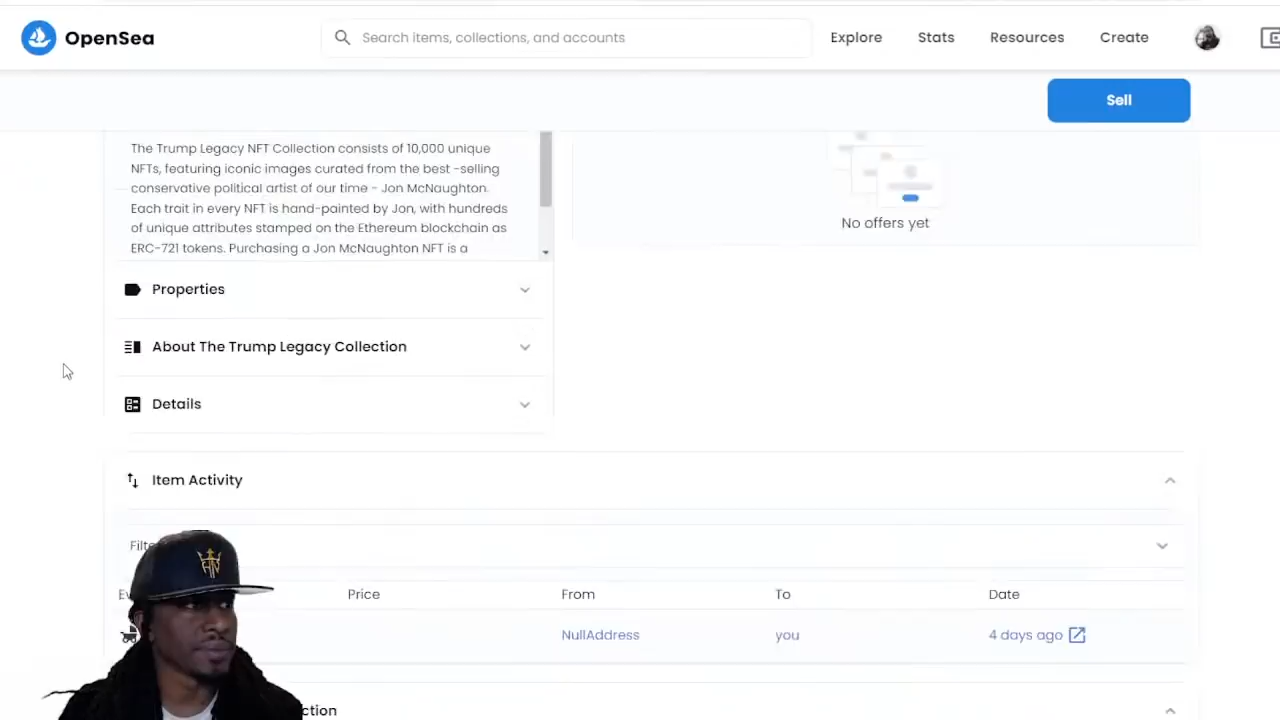 OpenSea
Search items, collections, and accounts
Explore
Stats
Resources
Create
Sell
The Trump Legacy NFT Collection consists of 10,000 unique
NFTs, featuring iconic images curated from the best -selling
conservative political artist of our time - Jon McNaughton.
Each trait in every NFT is hand-painted by Jon, with hundreds
of unique attributes stamped on the Ethereum blockchain as
ERC-721 tokens. Purchasing a Jon McNaughton NFT is a
No offers yet
Properties
About The Trump Legacy Collection
Details
Item Activity
Price
From
To
Date
NullAddress
you
4 days ago